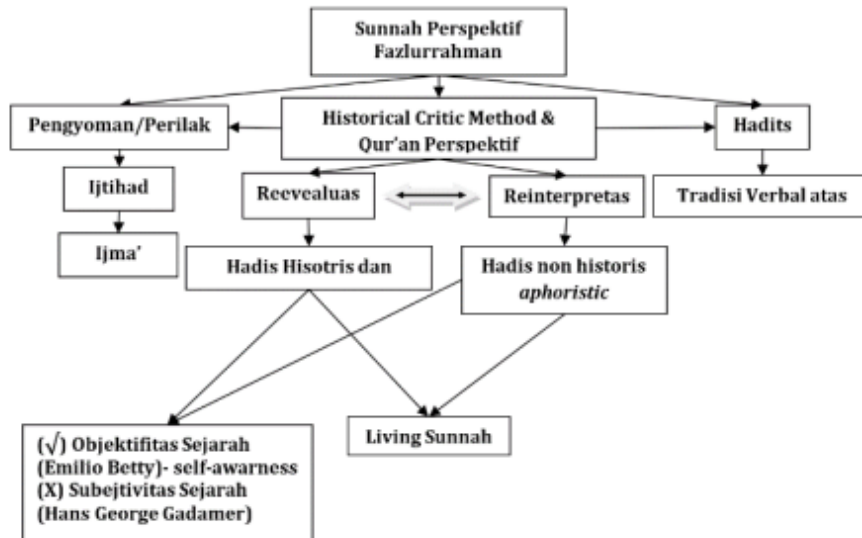 Sunnah Perspektif
Fazlurrahman
Pengyoman/Perilak
Historical Critic Method &
Qur'an Perspektif
Hadits
Ijtihad
Reevealuas
Reinterpretas
Tradisi Verbal atas
Ijma'
Hadis Hisotris dan
Hadis non historis
aphoristic
(√) Objektifitas Sejarah
(Emilio Betty)- self-awarness
(X) Subejtivitas Sejarah
(Hans George Gadamer)
Living Sunnah